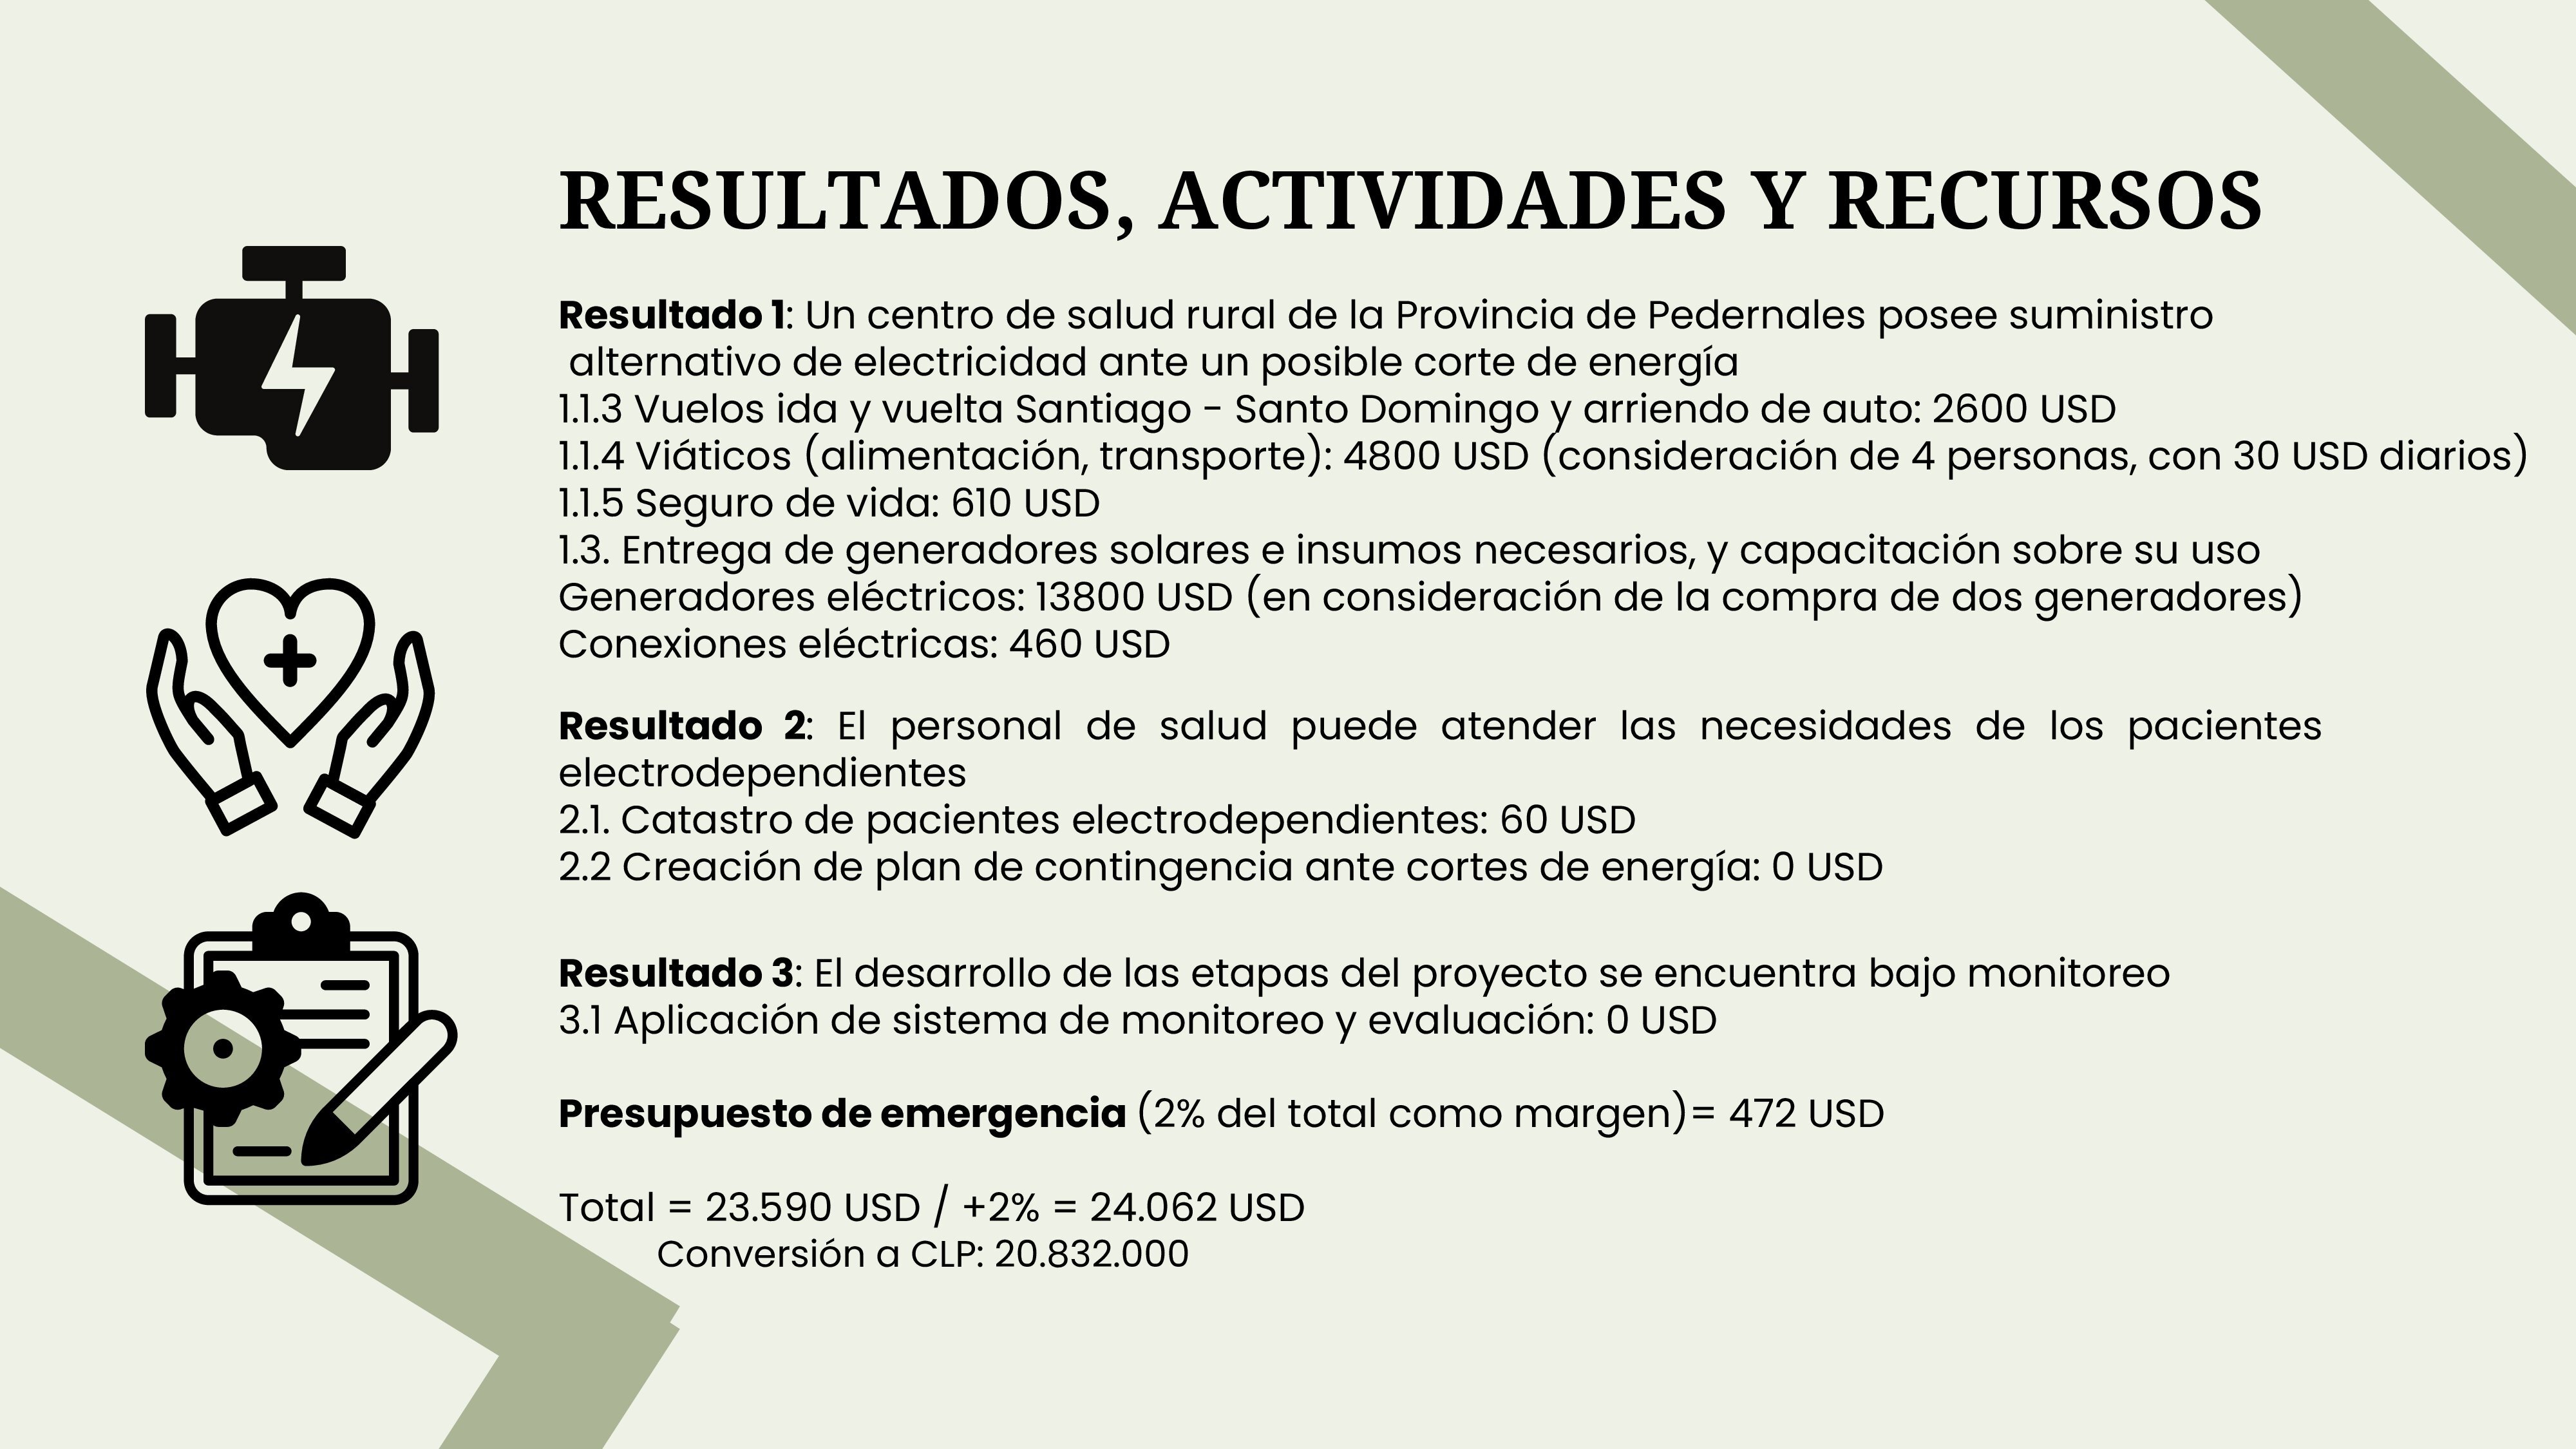 RESULTADOS, ACTIVIDADES Y RECURSOS
Resultado 1: Un centro de salud rural de la Provincia de Pedernales posee suministro
alternativo de electricidad ante un posible corte de energía
1.1.3 Vuelos ida y vuelta Santiago - Santo Domingo y arriendo de auto: 2600 USD
1.1.4 Viáticos (alimentación, transporte): 4800 USD (consideración de 4 personas, con 30 USD diarios)
1.1.5 Seguro de vida: 610 USD
1.3. Entrega de generadores solares e insumos necesarios, y capacitación sobre su uso
Generadores eléctricos: 13800 USD (en consideración de la compra de dos generadores)
Conexiones eléctricas: 460 USD
Resultado 2: El personal de salud puede atender las necesidades de los pacientes
electrodependientes
2.1. Catastro de pacientes electrodependientes: 60 USD
2.2 Creación de plan de contingencia ante cortes de energía: 0 USD
Resultado 3: El desarrollo de las etapas del proyecto se encuentra bajo monitoreo
3.1 Aplicación de sistema de monitoreo y evaluación: 0 USD
Presupuesto de emergencia (2% del total como margen)= 472 USD
Total = 23.590 USD / +2% = 24.062 USD
Conversión a CLP: 20.832.000